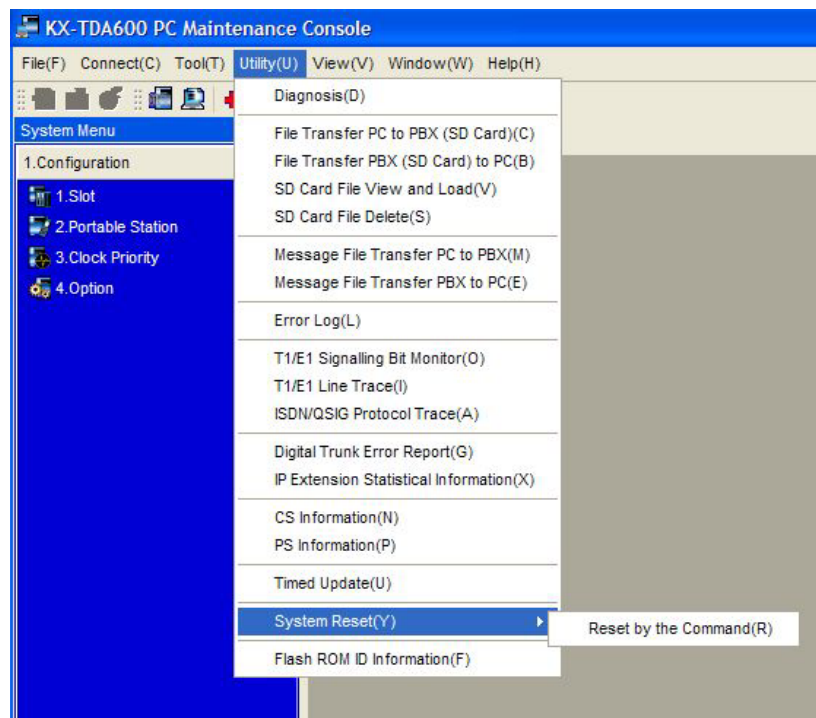 KX-TDA600 PC Maintenance Console
File(F) Connect(C) Tool(T) Utility(U) View(V) Window(W) Help(H)
System Menu
1.Configuration
1.Slot
2.Portable Station
3.Clock Priority
4.Option
Diagnosis(D)
File Transfer PC to PBX (SD Card)(C)
File Transfer PBX (SD Card) to PC(B)
SD Card File View and Load(V)
SD Card File Delete(S)
Message File Transfer PC to PBX(M)
Message File Transfer PBX to PC(E)
Error Log(L)
T1/E1 Signalling Bit Monitor(O)
T1/E1 Line Trace(I)
ISDN/QSIG Protocol Trace(A)
Digital Trunk Error Report(G)
IP Extension Statistical Information(X)
CS Information(N)
PS Information(P)
Timed Update(U)
System Reset(Y)
Reset by the Command(R)
Flash ROM ID Information(F)